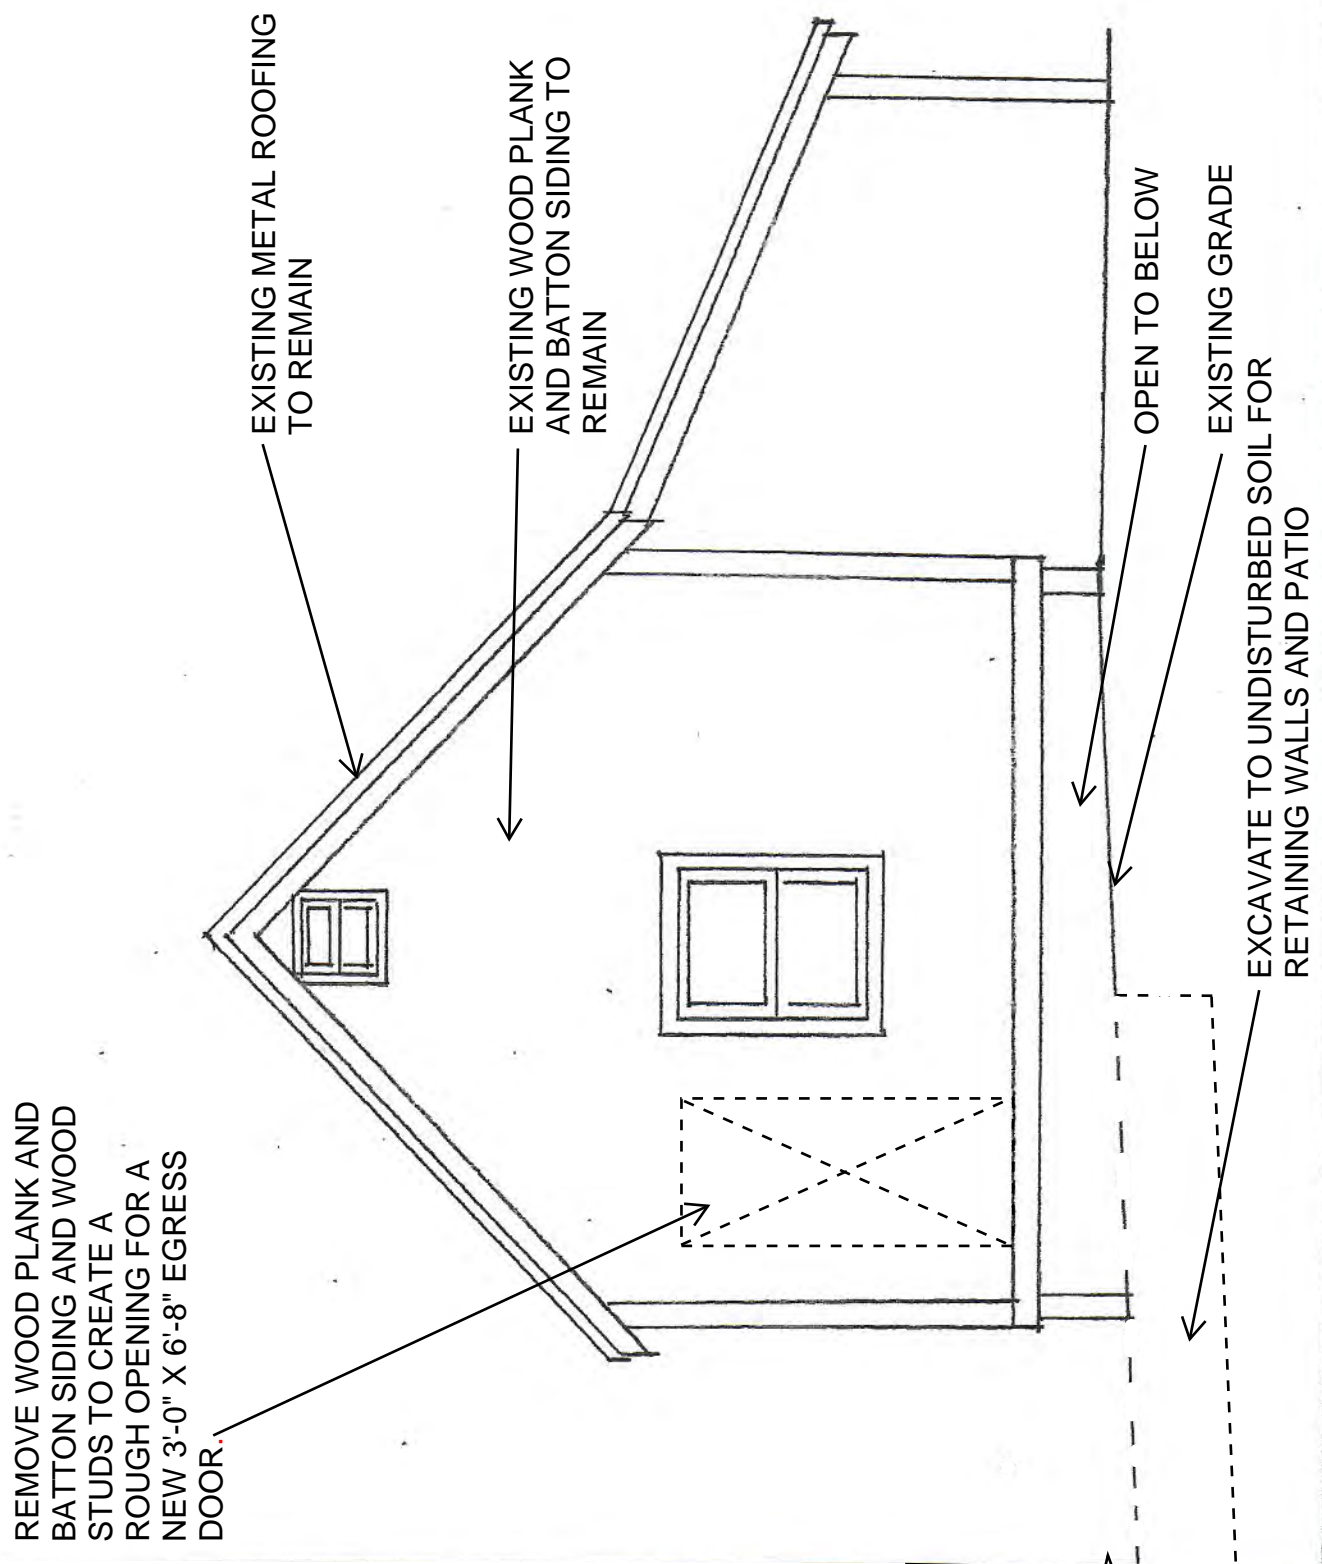 REMOVE WOOD PLANK AND
BATTON SIDING AND WOOD
STUDS TO CREATE A
ROUGH OPENING FOR A
NEW 3'-0" X 6'-8" EGRESS
DOOR.
EXISTING METAL ROOFING
TO REMAIN
EXISTING WOOD PLANK
AND BATTON SIDING TO
REMAIN
OPEN TO BELOW
EXISTING GRADE
EXCAVATE TO UNDISTURBED SOIL FOR
RETAINING WALLS AND PATIO